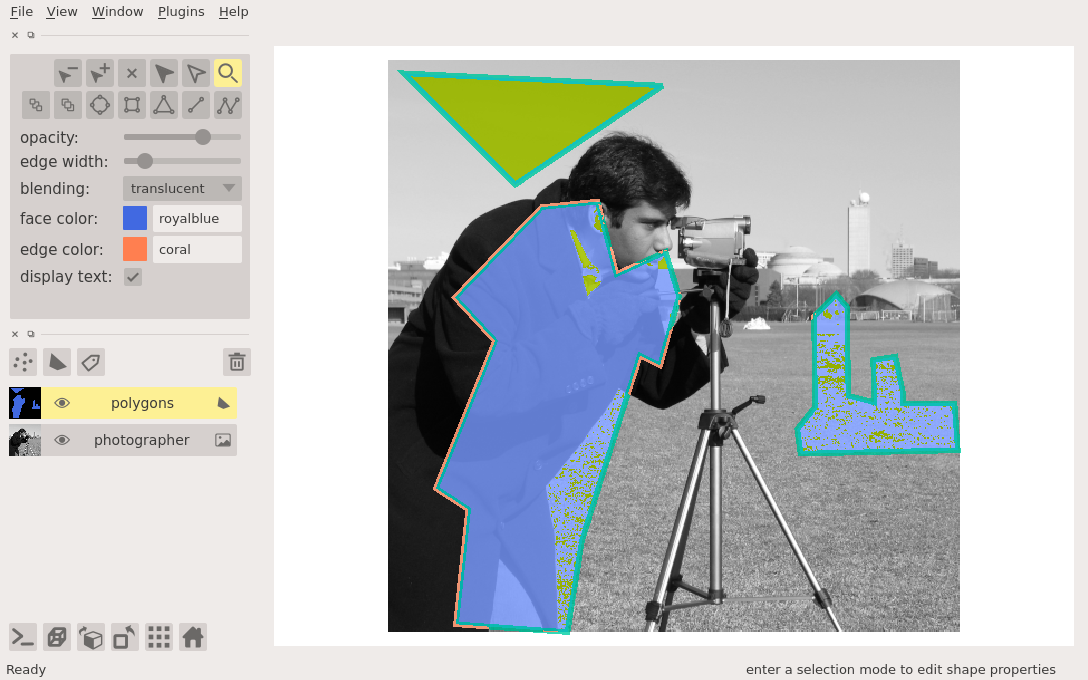 File View Window Plugins Help
opacity:
edge width:
blending: translucent
face color: royalblue
edge color: coral
display text:
polygons
photographer
Ready enter a selection mode to edit shape properties